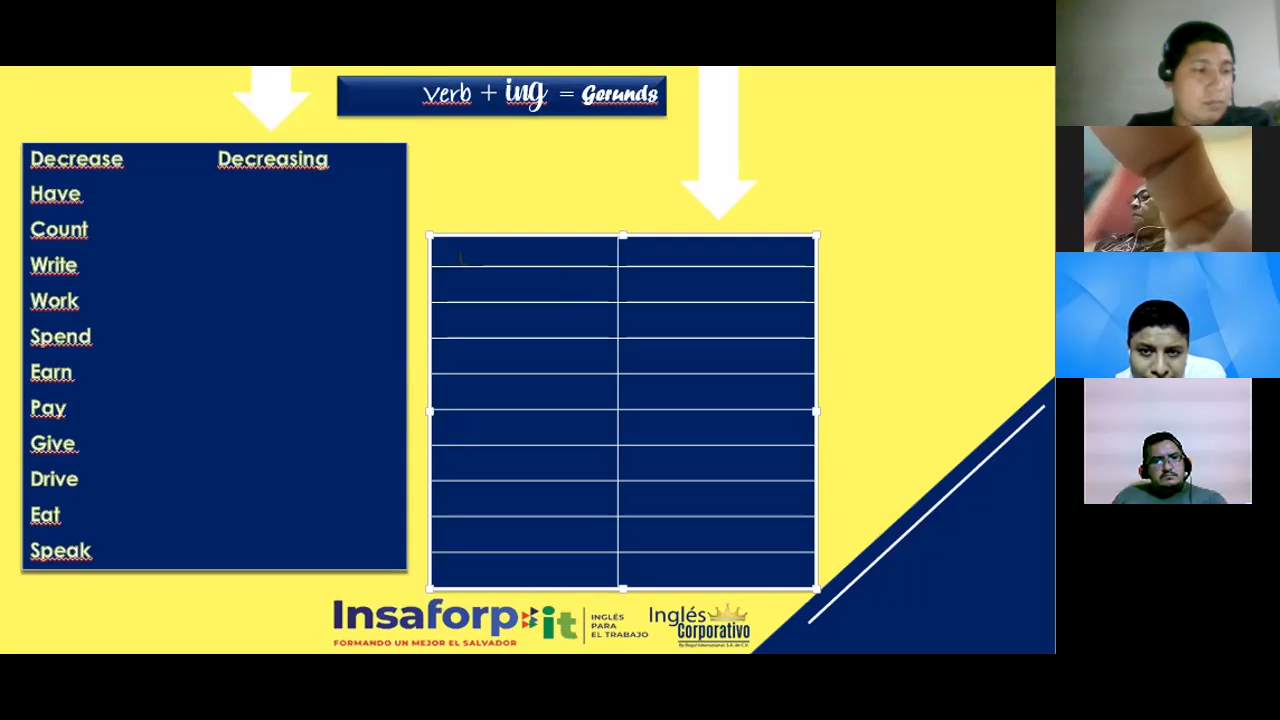 Verb + ing = Gerunds
Decrease Decreasing
Have
Count
Write
Work
Spend
Earn
Pay
Give
Drive
Eat
Speak
Insaforp it
FORMANDO UN MEJOR EL SALVADOR
INGLÉS
PARA
EL TRABAJO
Inglés
Corporativo